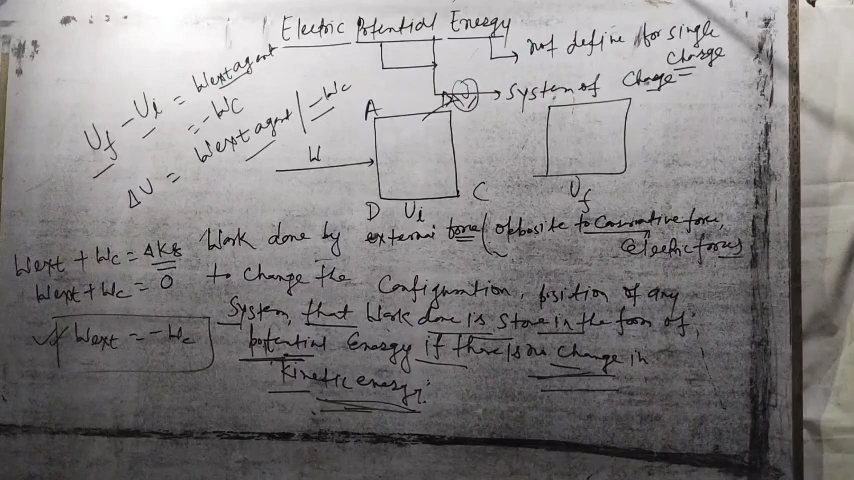 Electric Potential Energy
not define for single
Charge
System of Charge
Uf - Ui = Wext agent
= -Wc
ΔU = Wext agent / -Wc
W
A
D Ui C
Uf
Wext + Wc = ΔKE
Wext + Wc = 0
Wext = -Wc
Work done by external force (opposite to Conservative force,
electric force)
to change the Configuration, position of any
System, that Work done is store in the form of
potential Energy if there is no change in
Kinetic energy.